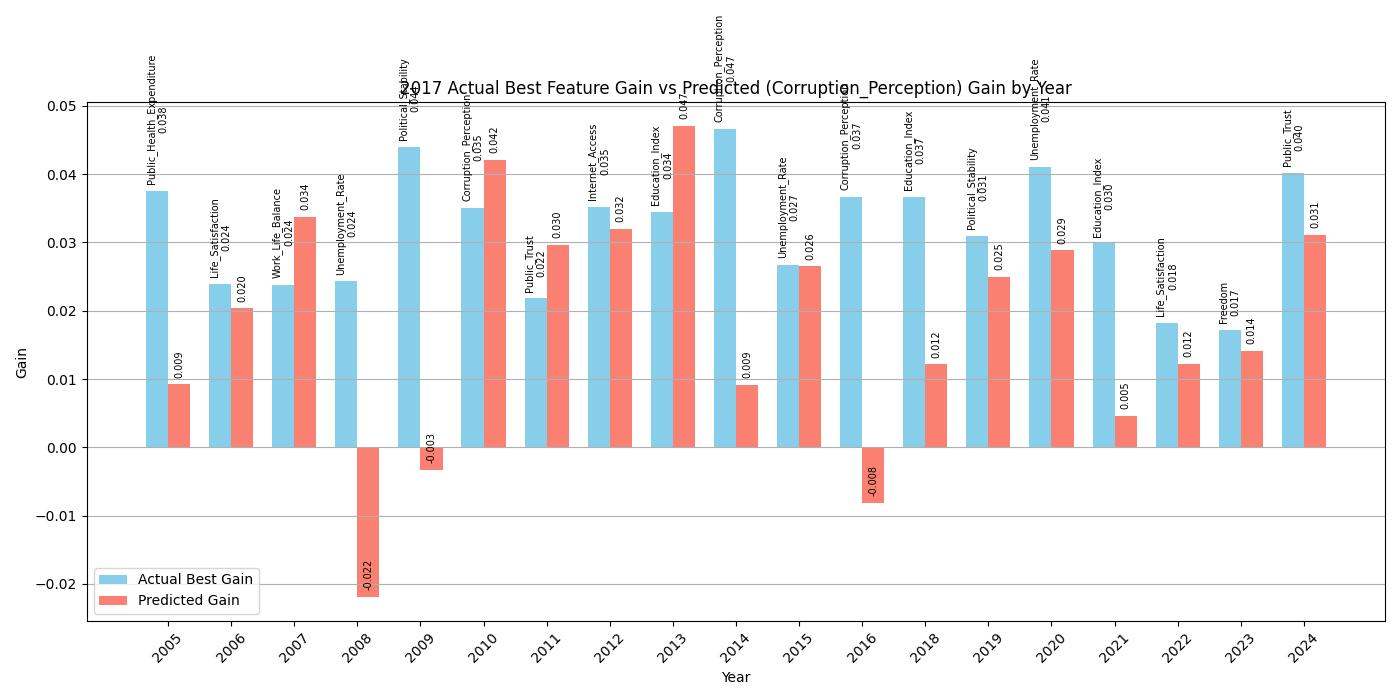 2017 Actual Best Feature Gain vs Predicted (Corruption_Perception) Gain by Year
Gain
0.05
0.04
0.03
0.02
0.01
0.00
−0.01
−0.02
Public_Health_Expenditure
0.038
0.009
Life_Satisfaction
0.024
0.020
Work_Life_Balance
0.024
0.034
Unemployment_Rate
0.024
-0.022
Political_Stability
0.044
-0.003
Corruption_Perception
0.035
0.042
Public_Trust
0.022
0.030
Internet_Access
0.035
0.032
Education_Index
0.034
0.047
Corruption_Perception
0.047
0.009
Unemployment_Rate
0.027
0.026
Corruption_Perception
0.037
-0.008
Education_Index
0.037
0.012
Political_Stability
0.031
0.025
Unemployment_Rate
0.041
0.029
Education_Index
0.030
0.005
Life_Satisfaction
0.018
0.012
Freedom
0.017
0.014
Public_Trust
0.040
0.031
Actual Best Gain
Predicted Gain
2005
2006
2007
2008
2009
2010
2011
2012
2013
2014
2015
2016
2018
2019
2020
2021
2022
2023
2024
Year